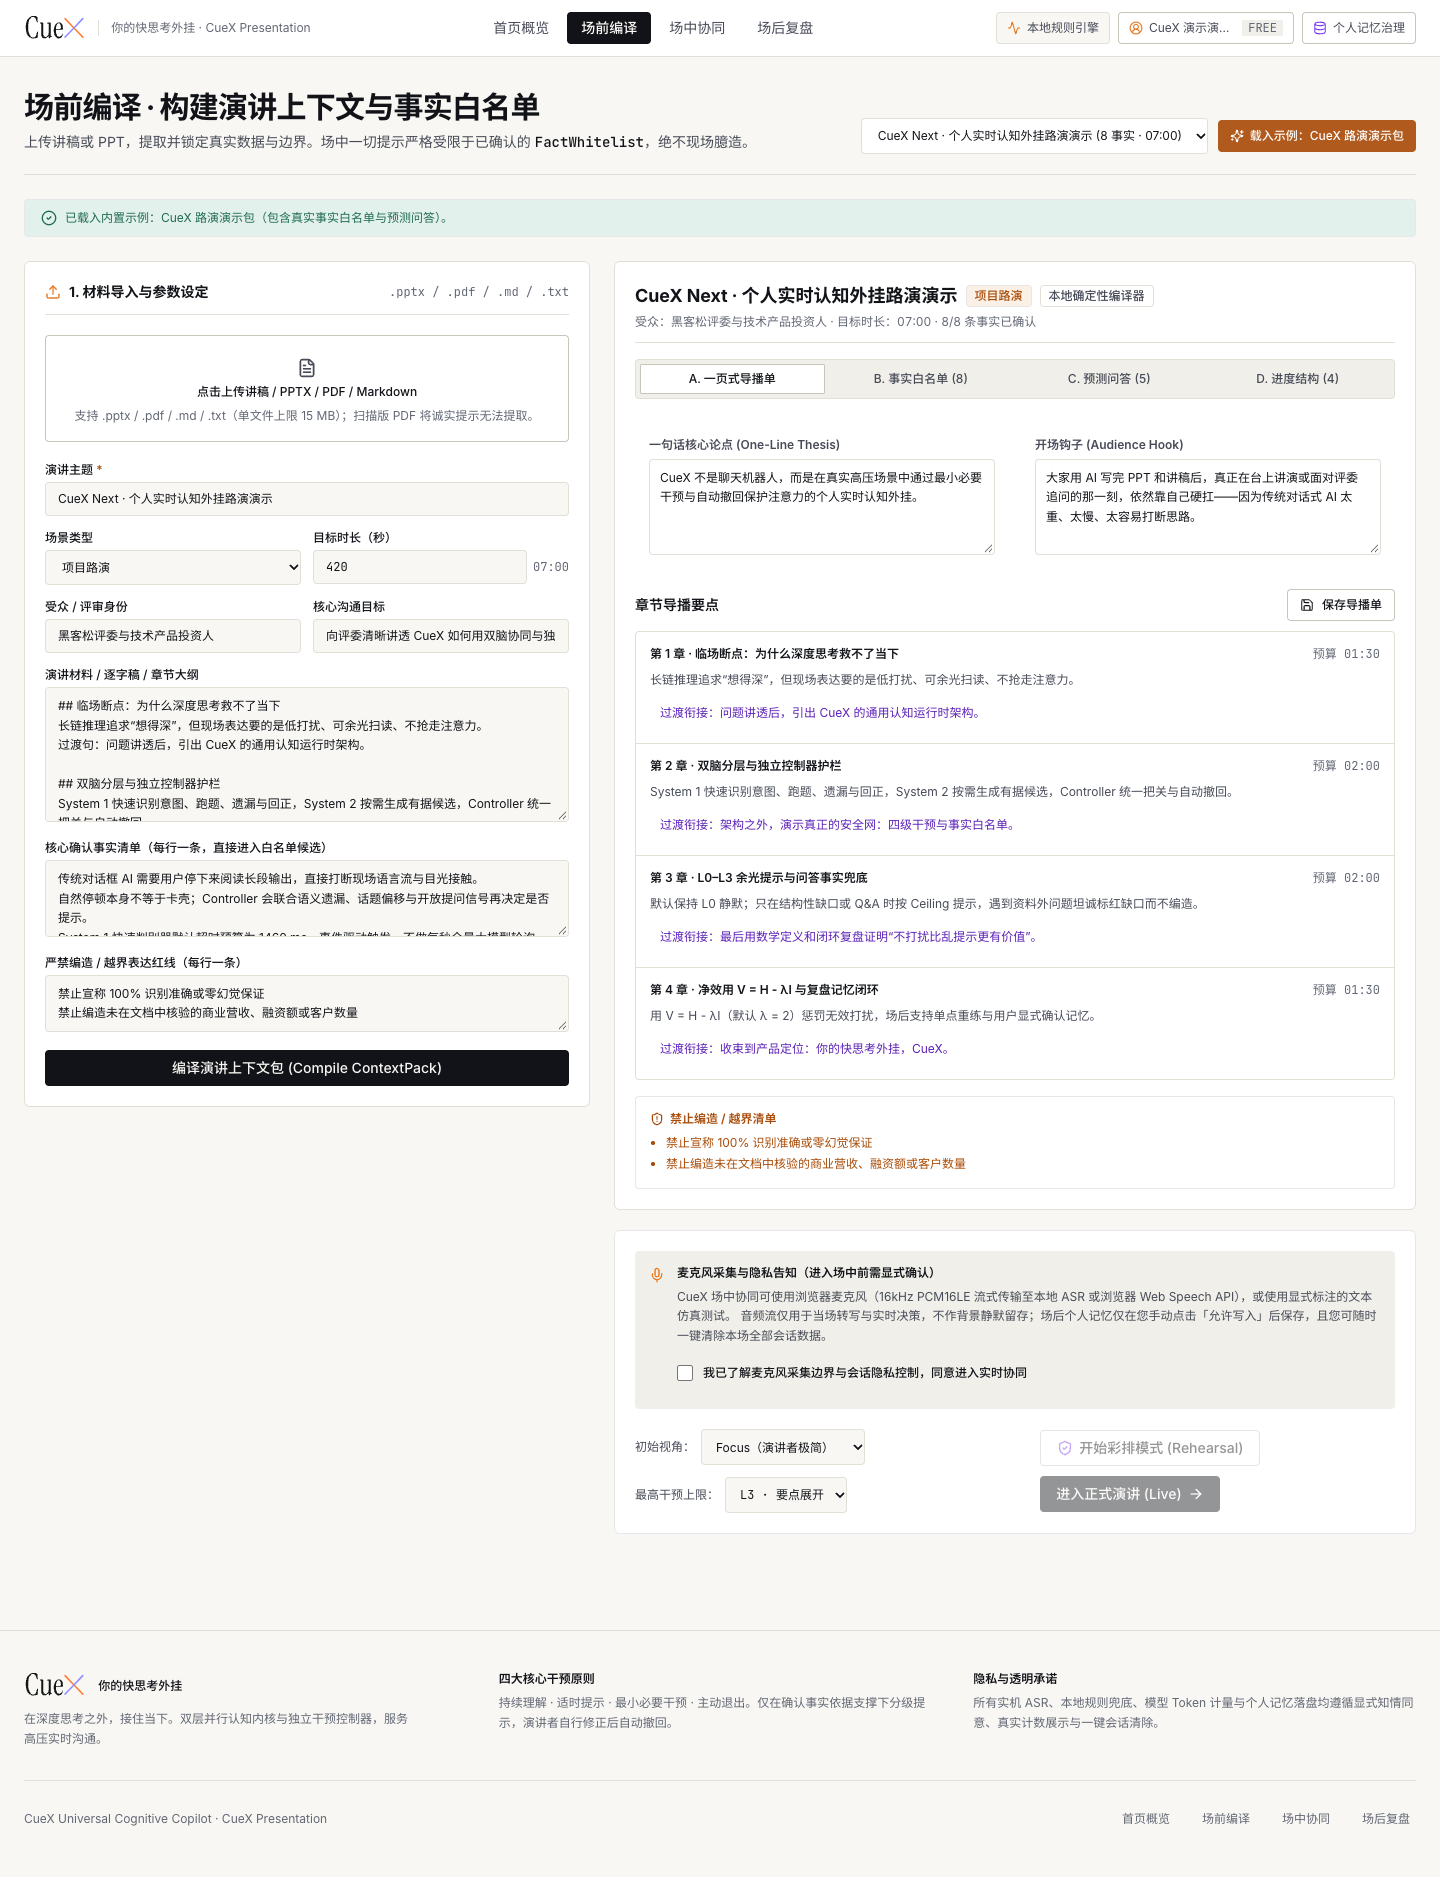 CueX
你的快思考外挂 · CueX Presentation
首页概览
场前编译
场中协同
场后复盘
本地规则引擎
CueX 演示演... FREE
个人记忆治理
场前编译 · 构建演讲上下文与事实白名单
上传讲稿或 PPT，提取并锁定真实数据与边界。场中一切提示严格受限于已确认的 FactWhitelist，绝不现场臆造。
CueX Next · 个人实时认知外挂路演演示 (8 事实 · 07:00)
载入示例：CueX 路演演示包
已载入内置示例：CueX 路演演示包（包含真实事实白名单与预测问答）。
1. 材料导入与参数设定
.pptx / .pdf / .md / .txt
点击上传讲稿 / PPTX / PDF / Markdown
支持 .pptx / .pdf / .md / .txt（单文件上限 15 MB）；扫描版 PDF 将诚实提示无法提取。
演讲主题 *
CueX Next · 个人实时认知外挂路演演示
场景类型
目标时长（秒）
项目路演
420
07:00
受众 / 评审身份
核心沟通目标
黑客松评委与技术产品投资人
向评委清晰讲透 CueX 如何用双脑协同与独
演讲材料 / 逐字稿 / 章节大纲
## 临场断点：为什么深度思考救不了当下
长链推理追求“想得深”，但现场表达要的是低打扰、可余光扫读、不抢走注意力。
过渡句：问题讲透后，引出 CueX 的通用认知运行时架构。
## 双脑分层与独立控制器护栏
System 1 快速识别意图、跑题、遗漏与回正，System 2 按需生成有据候选，Controller 统一
把关与自动撤回。
核心确认事实清单（每行一条，直接进入白名单候选）
传统对话框 AI 需要用户停下来阅读长段输出，直接打断现场语言流与目光接触。
自然停顿本身不等于卡壳；Controller 会联合语义遗漏、话题偏移与开放提问信号再决定是否
提示。
System 1 快速判别器默认超时预算为 1460 ms，事件驱动触发，不做每秒全量大模型轮询。
严禁编造 / 越界表达红线（每行一条）
禁止宣称 100% 识别准确或零幻觉保证
禁止编造未在文档中核验的商业营收、融资额或客户数量
编译演讲上下文包 (Compile ContextPack)
CueX Next · 个人实时认知外挂路演演示
项目路演
本地确定性编译器
受众：黑客松评委与技术产品投资人 · 目标时长：07:00 · 8/8 条事实已确认
A. 一页式导播单
B. 事实白名单 (8)
C. 预测问答 (5)
D. 进度结构 (4)
一句话核心论点 (One-Line Thesis)
CueX 不是聊天机器人，而是在真实高压场景中通过最小必要
干预与自动撤回保护注意力的个人实时认知外挂。
开场钩子 (Audience Hook)
大家用 AI 写完 PPT 和讲稿后，真正在台上讲演或面对评委
追问的那一刻，依然靠自己硬扛——因为传统对话式 AI 太
重、太慢、太容易打断思路。
章节导播要点
保存导播单
第 1 章 · 临场断点：为什么深度思考救不了当下
预算 01:30
长链推理追求“想得深”，但现场表达要的是低打扰、可余光扫读、不抢走注意力。
过渡衔接：问题讲透后，引出 CueX 的通用认知运行时架构。
第 2 章 · 双脑分层与独立控制器护栏
预算 02:00
System 1 快速识别意图、跑题、遗漏与回正，System 2 按需生成有据候选，Controller 统一把关与自动撤回。
过渡衔接：架构之外，演示真正的安全网：四级干预与事实白名单。
第 3 章 · L0–L3 余光提示与问答事实兜底
预算 02:00
默认保持 L0 静默；只在结构性缺口或 Q&A 时按 Ceiling 提示，遇到资料外问题坦诚标红缺口而不编造。
过渡衔接：最后用数学定义和闭环复盘证明“不打扰比乱提示更有价值”。
第 4 章 · 净效用 V = H - λI 与复盘记忆闭环
预算 01:30
用 V = H - λI（默认 λ = 2）惩罚无效打扰，场后支持单点重练与用户显式确认记忆。
过渡衔接：收束到产品定位：你的快思考外挂，CueX。
禁止编造 / 越界清单
禁止宣称 100% 识别准确或零幻觉保证
禁止编造未在文档中核验的商业营收、融资额或客户数量
麦克风采集与隐私告知（进入场中前需显式确认）
CueX 场中协同可使用浏览器麦克风（16kHz PCM16LE 流式传输至本地 ASR 或浏览器 Web Speech API），或使用显式标注的文本
仿真测试。 音频流仅用于当场转写与实时决策，不作背景静默留存；场后个人记忆仅在您手动点击「允许写入」后保存，且您可随时
一键清除本场全部会话数据。
我已了解麦克风采集边界与会话隐私控制，同意进入实时协同
初始视角：
Focus（演讲者极简）
开始彩排模式 (Rehearsal)
最高干预上限：
L3 · 要点展开
进入正式演讲 (Live)
CueX
你的快思考外挂
在深度思考之外，接住当下。双层并行认知内核与独立干预控制器，服务
高压实时沟通。
四大核心干预原则
持续理解 · 适时提示 · 最小必要干预 · 主动退出。仅在确认事实依据支撑下分级提
示，演讲者自行修正后自动撤回。
隐私与透明承诺
所有实机 ASR、本地规则兜底、模型 Token 计量与个人记忆落盘均遵循显式知情同
意、真实计数展示与一键会话清除。
CueX Universal Cognitive Copilot · CueX Presentation
首页概览
场前编译
场中协同
场后复盘